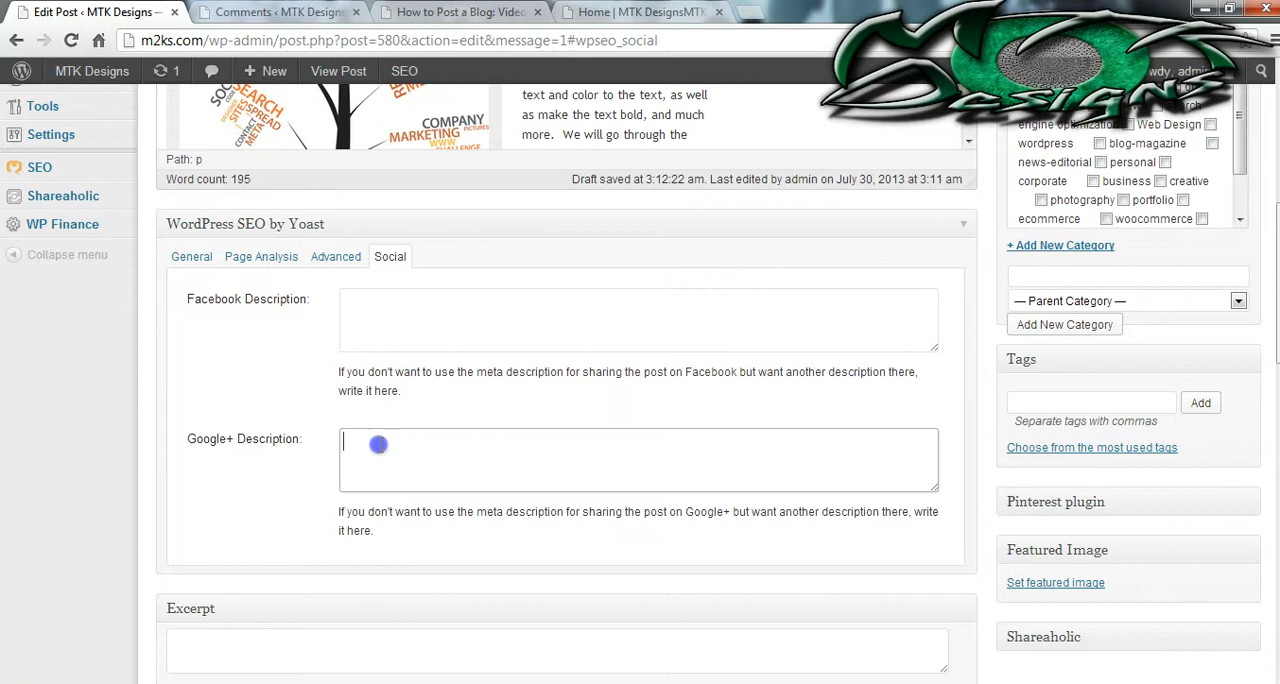 Edit Post ‹ MTK Designs —
Comments ‹ MTK Designs
How to Post a Blog: Video
Home | MTK DesignsMTK
m2ks.com/wp-admin/post.php?post=580&action=edit&message=1#wpseo_social
MTK Designs
1
+ New
View Post
SEO
wdy, admin
Tools
Settings
SEO
Shareaholic
WP Finance
Collapse menu
SEARCH
SPREAD
META
COMPANY
MARKETING
PICTURES
WWW
CHALLENGE
text and color to the text, as well
as make the text bold, and much
more. We will go through the
Path: p
Word count: 195
Draft saved at 3:12:22 am. Last edited by admin on July 30, 2013 at 3:11 am
WordPress SEO by Yoast
General
Page Analysis
Advanced
Social
Facebook Description:
If you don't want to use the meta description for sharing the post on Facebook but want another description there,
write it here.
Google+ Description:
If you don't want to use the meta description for sharing the post on Google+ but want another description there, write
it here.
Excerpt
Designs
engine optimization Web Design
wordpress blog-magazine
news-editorial personal
corporate business creative
photography portfolio
ecommerce woocommerce
+ Add New Category
— Parent Category —
Add New Category
Tags
Add
Separate tags with commas
Choose from the most used tags
Pinterest plugin
Featured Image
Set featured image
Shareaholic